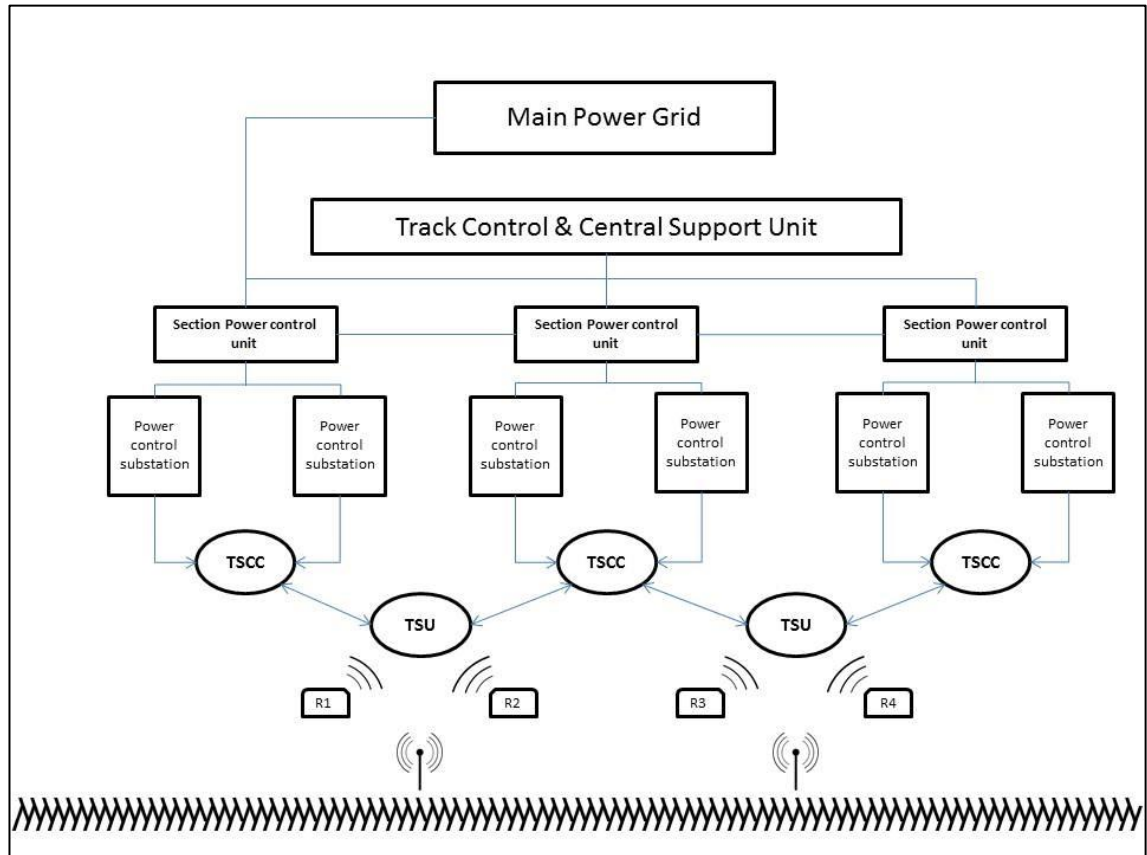 Main Power Grid
Track Control & Central Support Unit
Section Power control
unit
Section Power control
unit
Section Power control
unit
Power
control
substation
Power
control
substation
Power
control
substation
Power
control
substation
Power
control
substation
Power
control
substation
TSCC
TSCC
TSCC
TSU
TSU
R1
R2
R3
R4